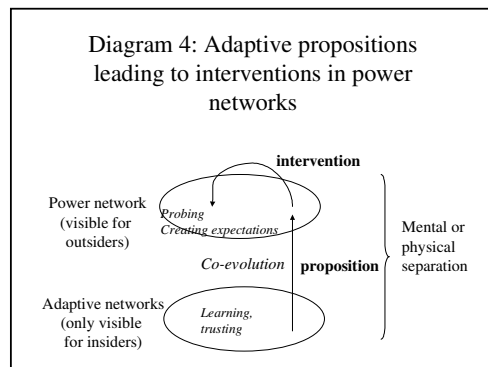 Diagram 4: Adaptive propositions
leading to interventions in power
networks
intervention
Power network
(visible for
outsiders)
Probing
Creating expectations
Co-evolution
proposition
Mental or
physical
separation
Adaptive networks
(only visible
for insiders)
Learning,
trusting